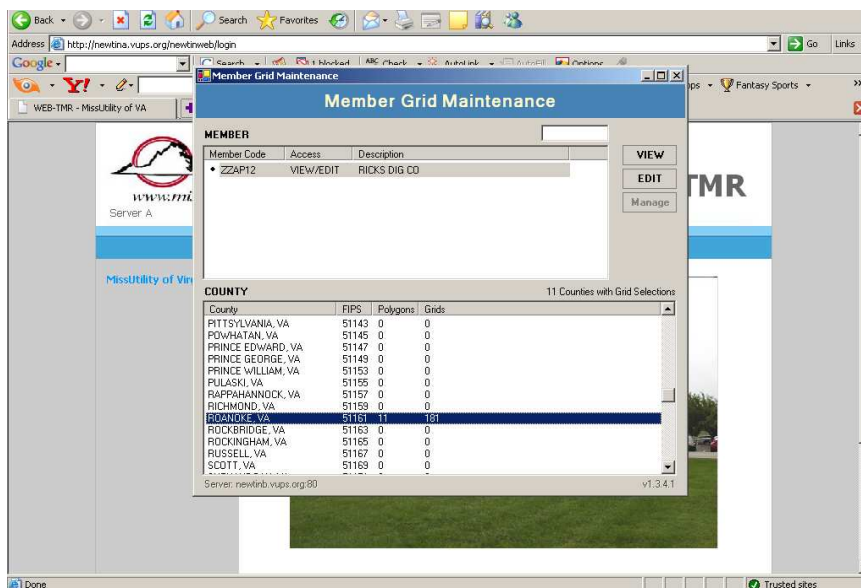 Back Search Favorites
Address http://newtina.vups.org/newtinweb/login Go Links
Google Search blocked ABC Check AutoLink AutoFill Options
Y! Fantasy Sports »
WEB-TMR - MissUtility of VA
Member Grid Maintenance
Member Grid Maintenance
MEMBER
Member Code Access Description
ZZAP12 VIEW/EDIT RICKS DIG CO
VIEW
EDIT
Manage
TMR
Server A
MissUtility of
COUNTY 11 Counties with Grid Selections
County FIPS Polygons Grids
PITTSYLVANIA, VA 51143 0 0
POWHATAN, VA 51145 0 0
PRINCE EDWARD, VA 51147 0 0
PRINCE GEORGE, VA 51149 0 0
PRINCE WILLIAM, VA 51153 0 0
PULASKI, VA 51155 0 0
RAPPAHANNOCK, VA 51157 0 0
RICHMOND, VA 51159 0 0
ROANOKE, VA 51161 11 181
ROCKBRIDGE, VA 51163 0 0
ROCKINGHAM, VA 51165 0 0
RUSSELL, VA 51167 0 0
SCOTT, VA 51169 0 0
Server: newtinb.vups.org:80 v1.3.4.1
Done Trusted sites